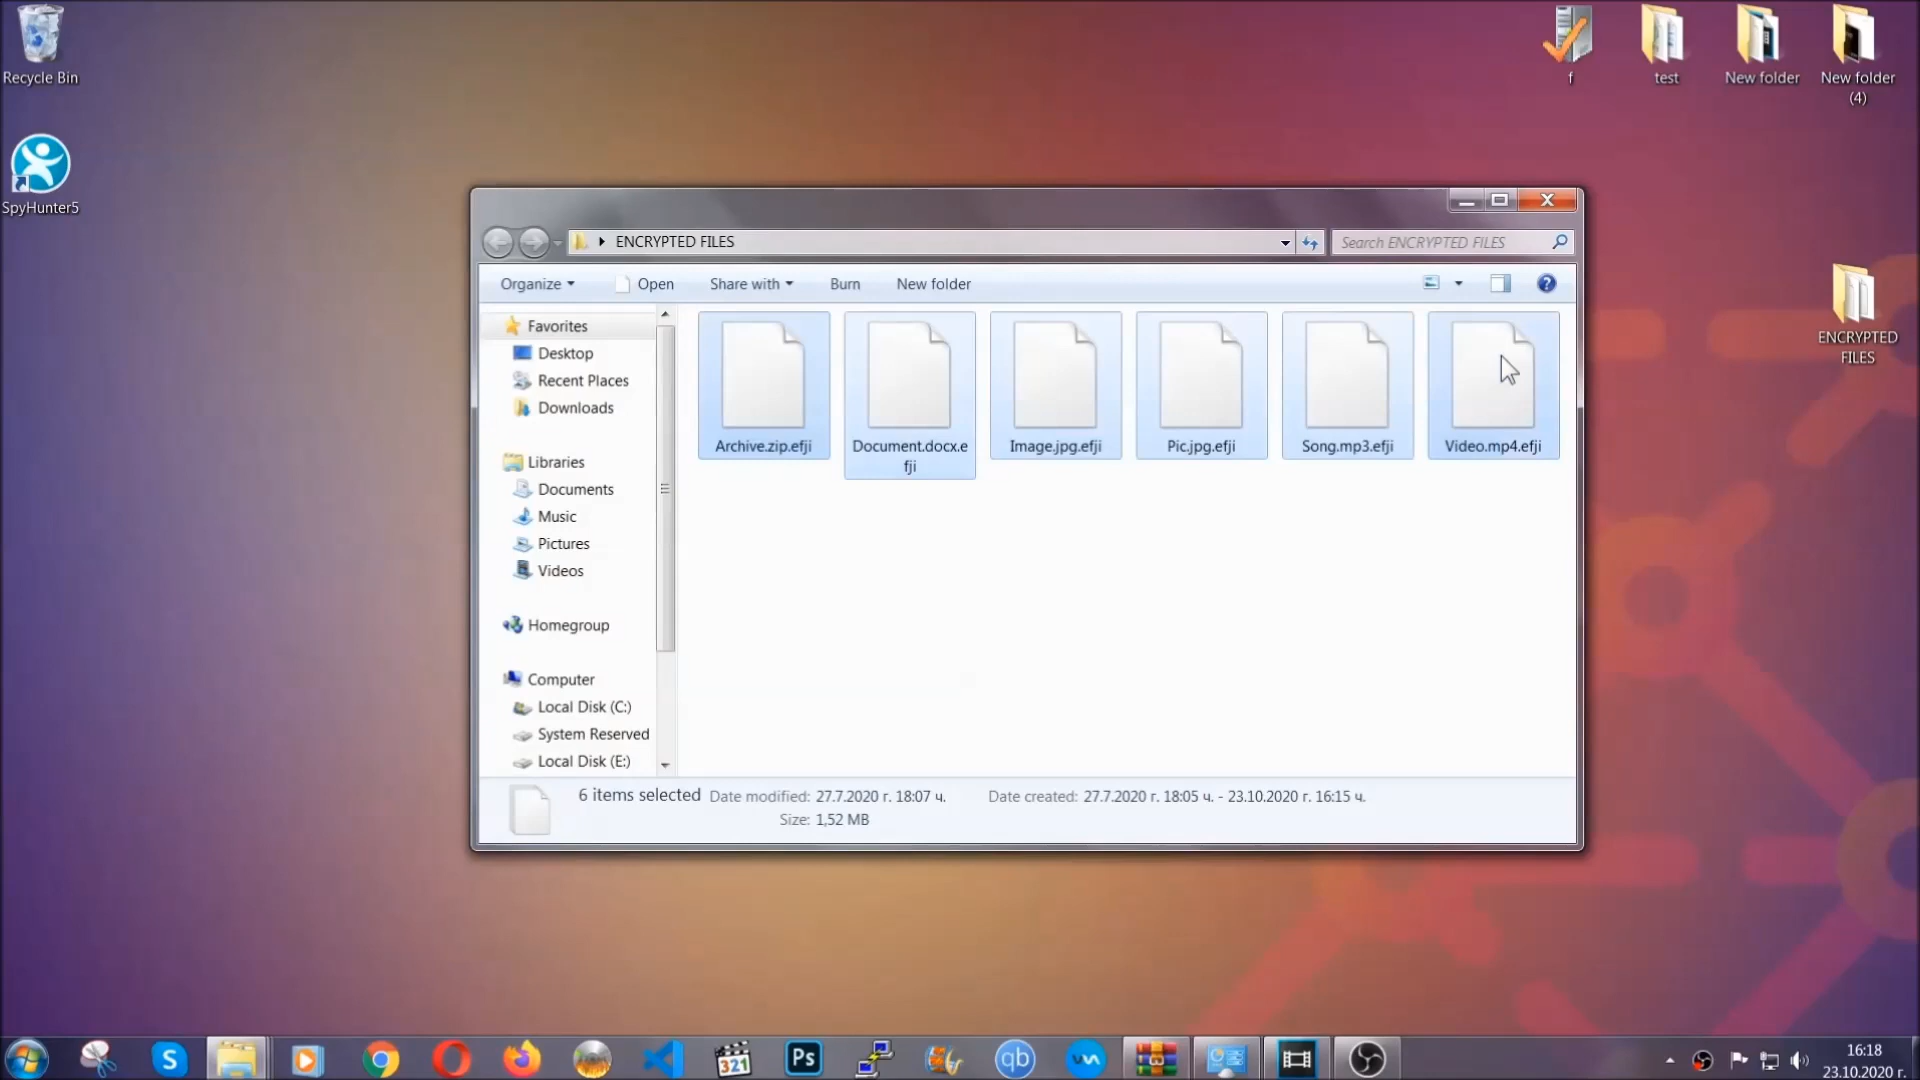 Recycle Bin
SpyHunter5
f
test
New folder
New folder
(4)
ENCRYPTED
FILES
ENCRYPTED FILES
Search ENCRYPTED FILES
Organize
Open
Share with
Burn
New folder
Favorites
Desktop
Recent Places
Downloads
Libraries
Documents
Music
Pictures
Videos
Homegroup
Computer
Local Disk (C:)
System Reserved
Local Disk (E:)
Archive.zip.efji
Document.docx.e
fji
Image.jpg.efji
Pic.jpg.efji
Song.mp3.efji
Video.mp4.efji
6 items selected
Date modified: 27.7.2020 г. 18:07 ч.
Date created: 27.7.2020 г. 18:05 ч. - 23.10.2020 г. 16:15 ч.
Size: 1,52 MB
S
321
Ps
qb
16:18
23.10.2020 г.